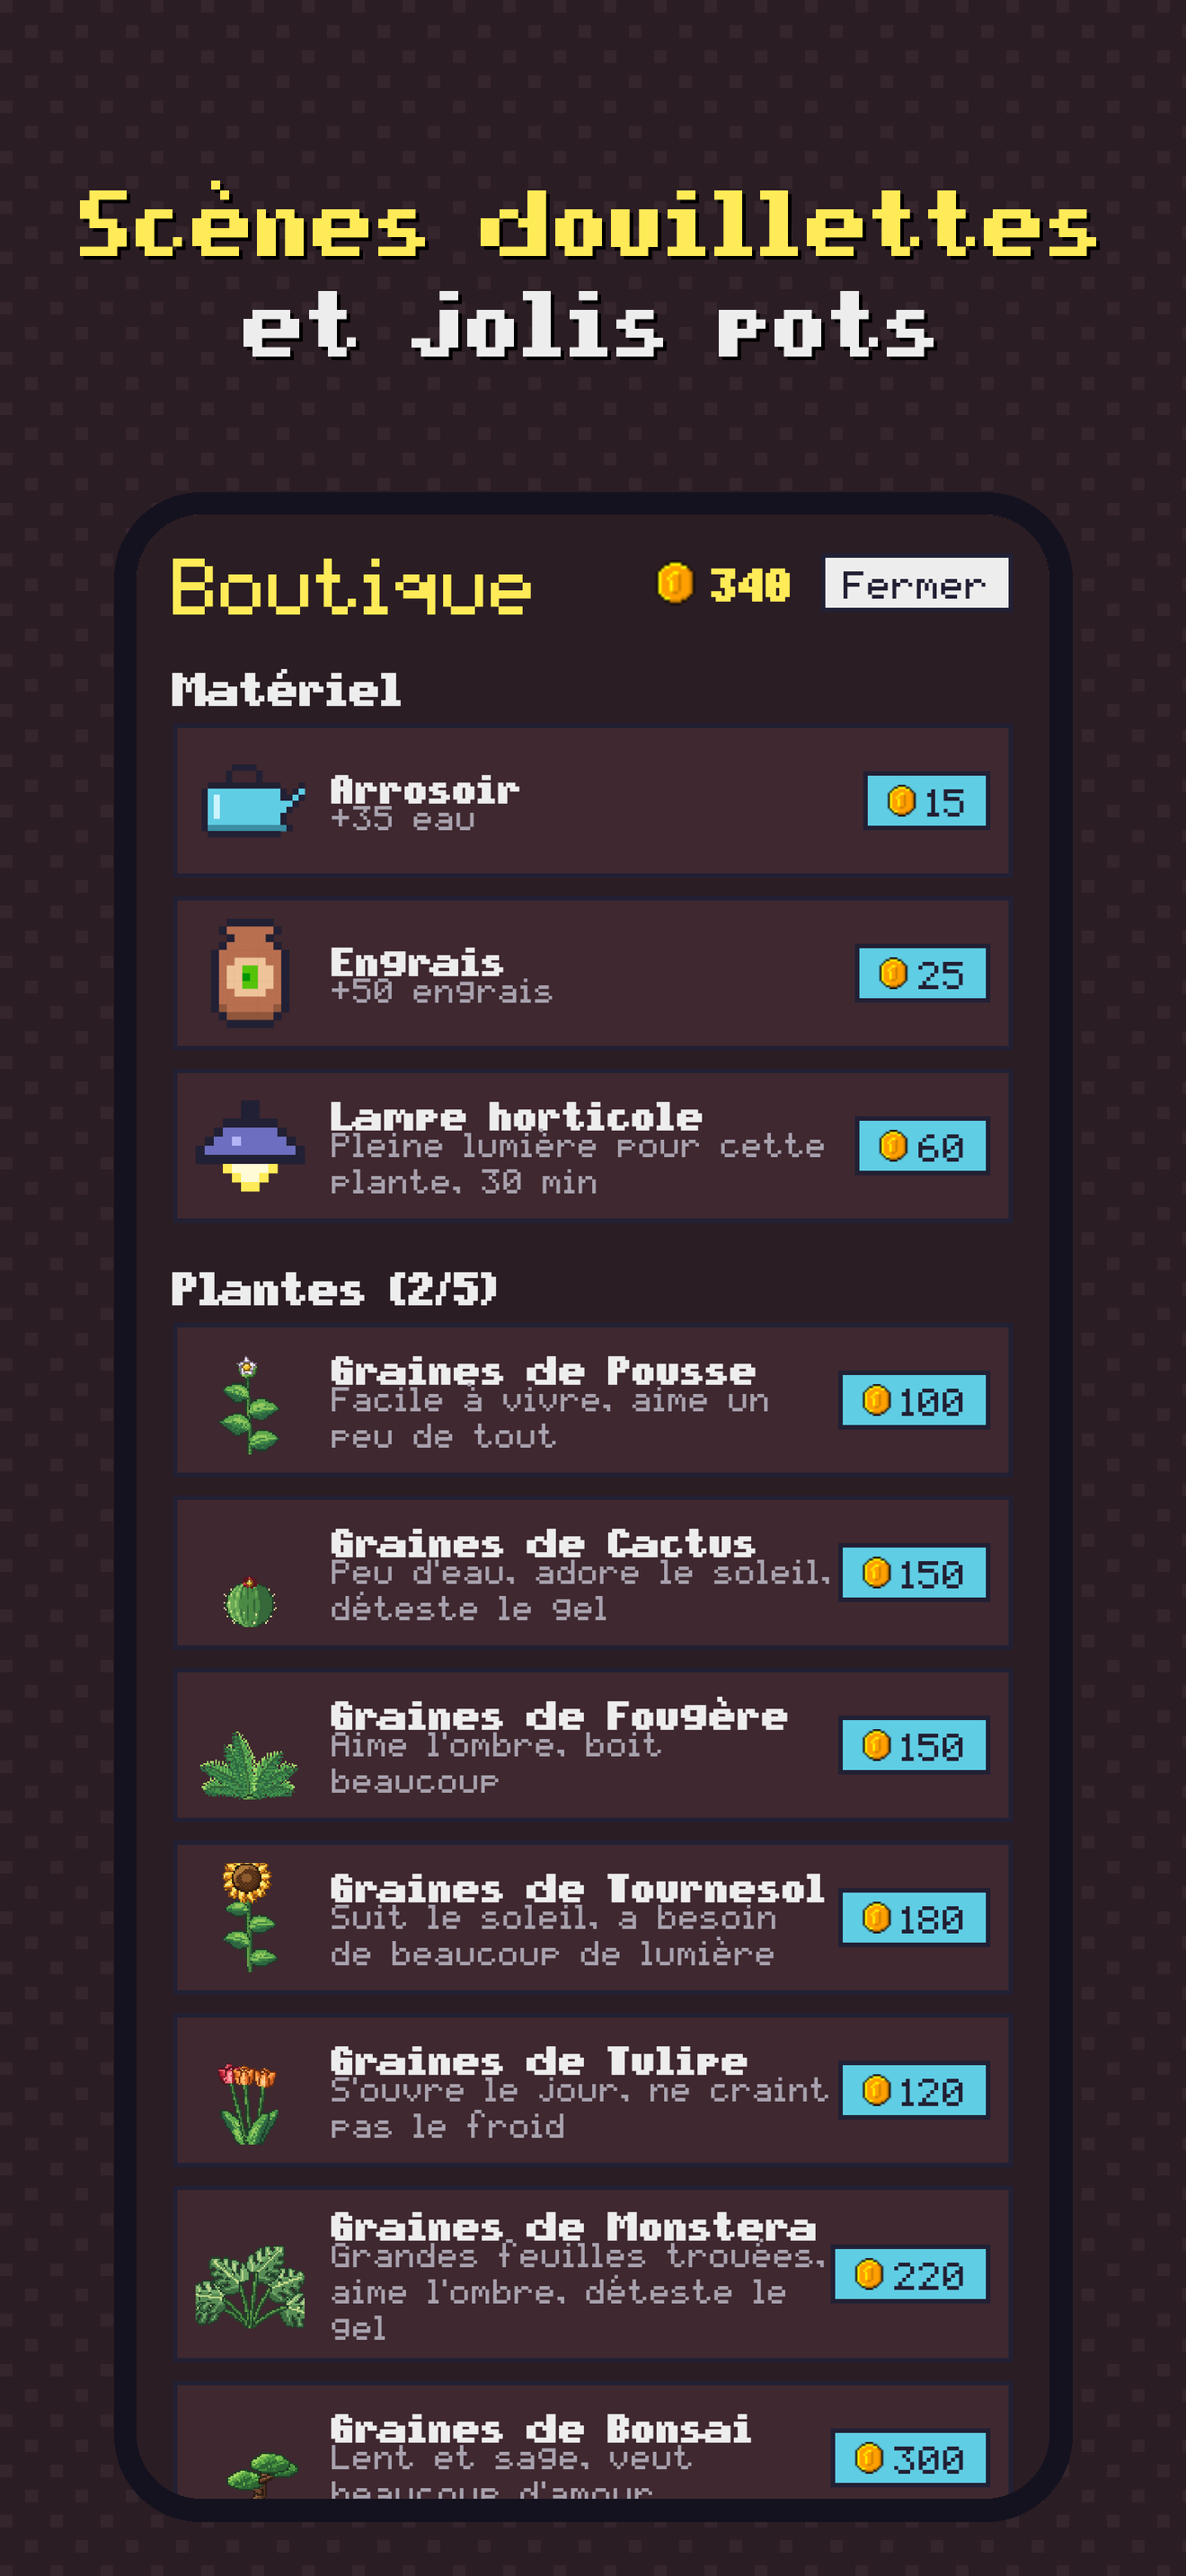 Scènes douillettes
et jolis pots
Boutique
340
Fermer
Matériel
Arrosoir
+35 eau
15
Engrais
+50 engrais
25
Lampe horticole
Pleine lumière pour cette
plante, 30 min
60
Plantes (2/5)
Graines de Pousse
Facile à vivre, aime un
peu de tout
100
Graines de Cactus
Peu d'eau, adore le soleil,
déteste le gel
150
Graines de Fougère
Aime l'ombre, boit
beaucoup
150
Graines de Tournesol
Suit le soleil, a besoin
de beaucoup de lumière
180
Graines de Tulipe
S'ouvre le jour, ne craint
pas le froid
120
Graines de Monstera
Grandes feuilles trouées,
aime l'ombre, déteste le
gel
220
Graines de Bonsai
Lent et sage, veut
beaucoup d'amour
300